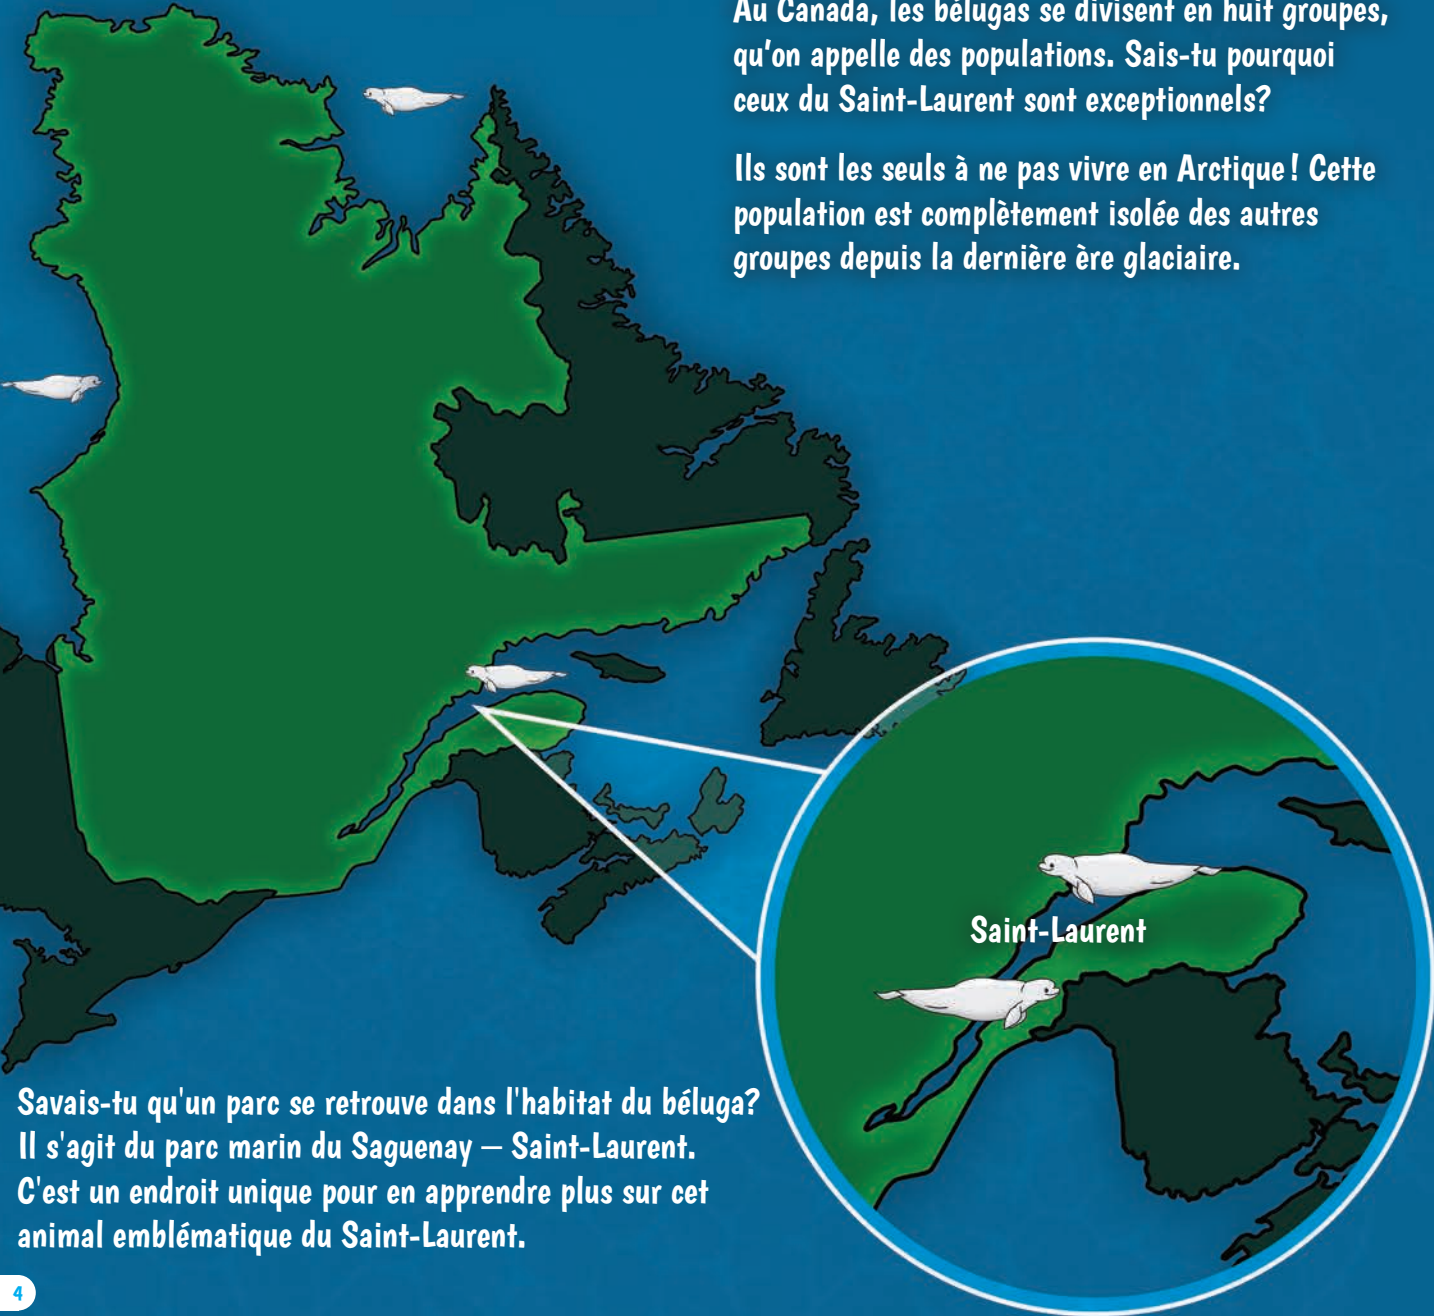 Au Canada, les bélugas se divisent en huit groupes,
qu’on appelle des populations. Sais-tu pourquoi
ceux du Saint-Laurent sont exceptionnels?
Ils sont les seuls à ne pas vivre en Arctique ! Cette
population est complètement isolée des autres
groupes depuis la dernière ère glaciaire.
Saint-Laurent
Savais-tu qu'un parc se retrouve dans l'habitat du béluga?
Il s'agit du parc marin du Saguenay – Saint-Laurent.
C'est un endroit unique pour en apprendre plus sur cet
animal emblématique du Saint-Laurent.
4